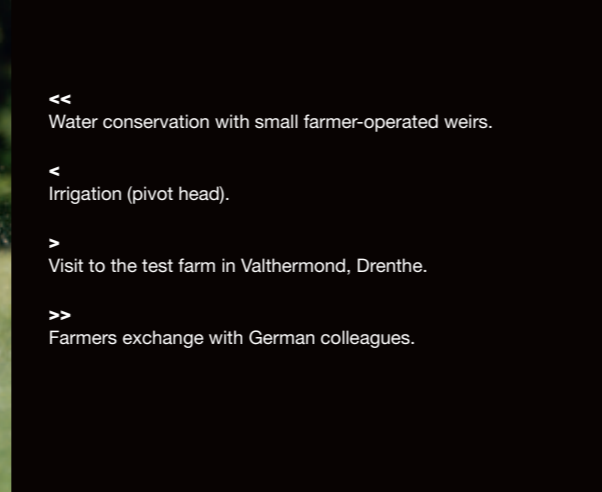 <<
Water conservation with small farmer-operated weirs.
<
Irrigation (pivot head).
>
Visit to the test farm in Valthermond, Drenthe.
>>
Farmers exchange with German colleagues.